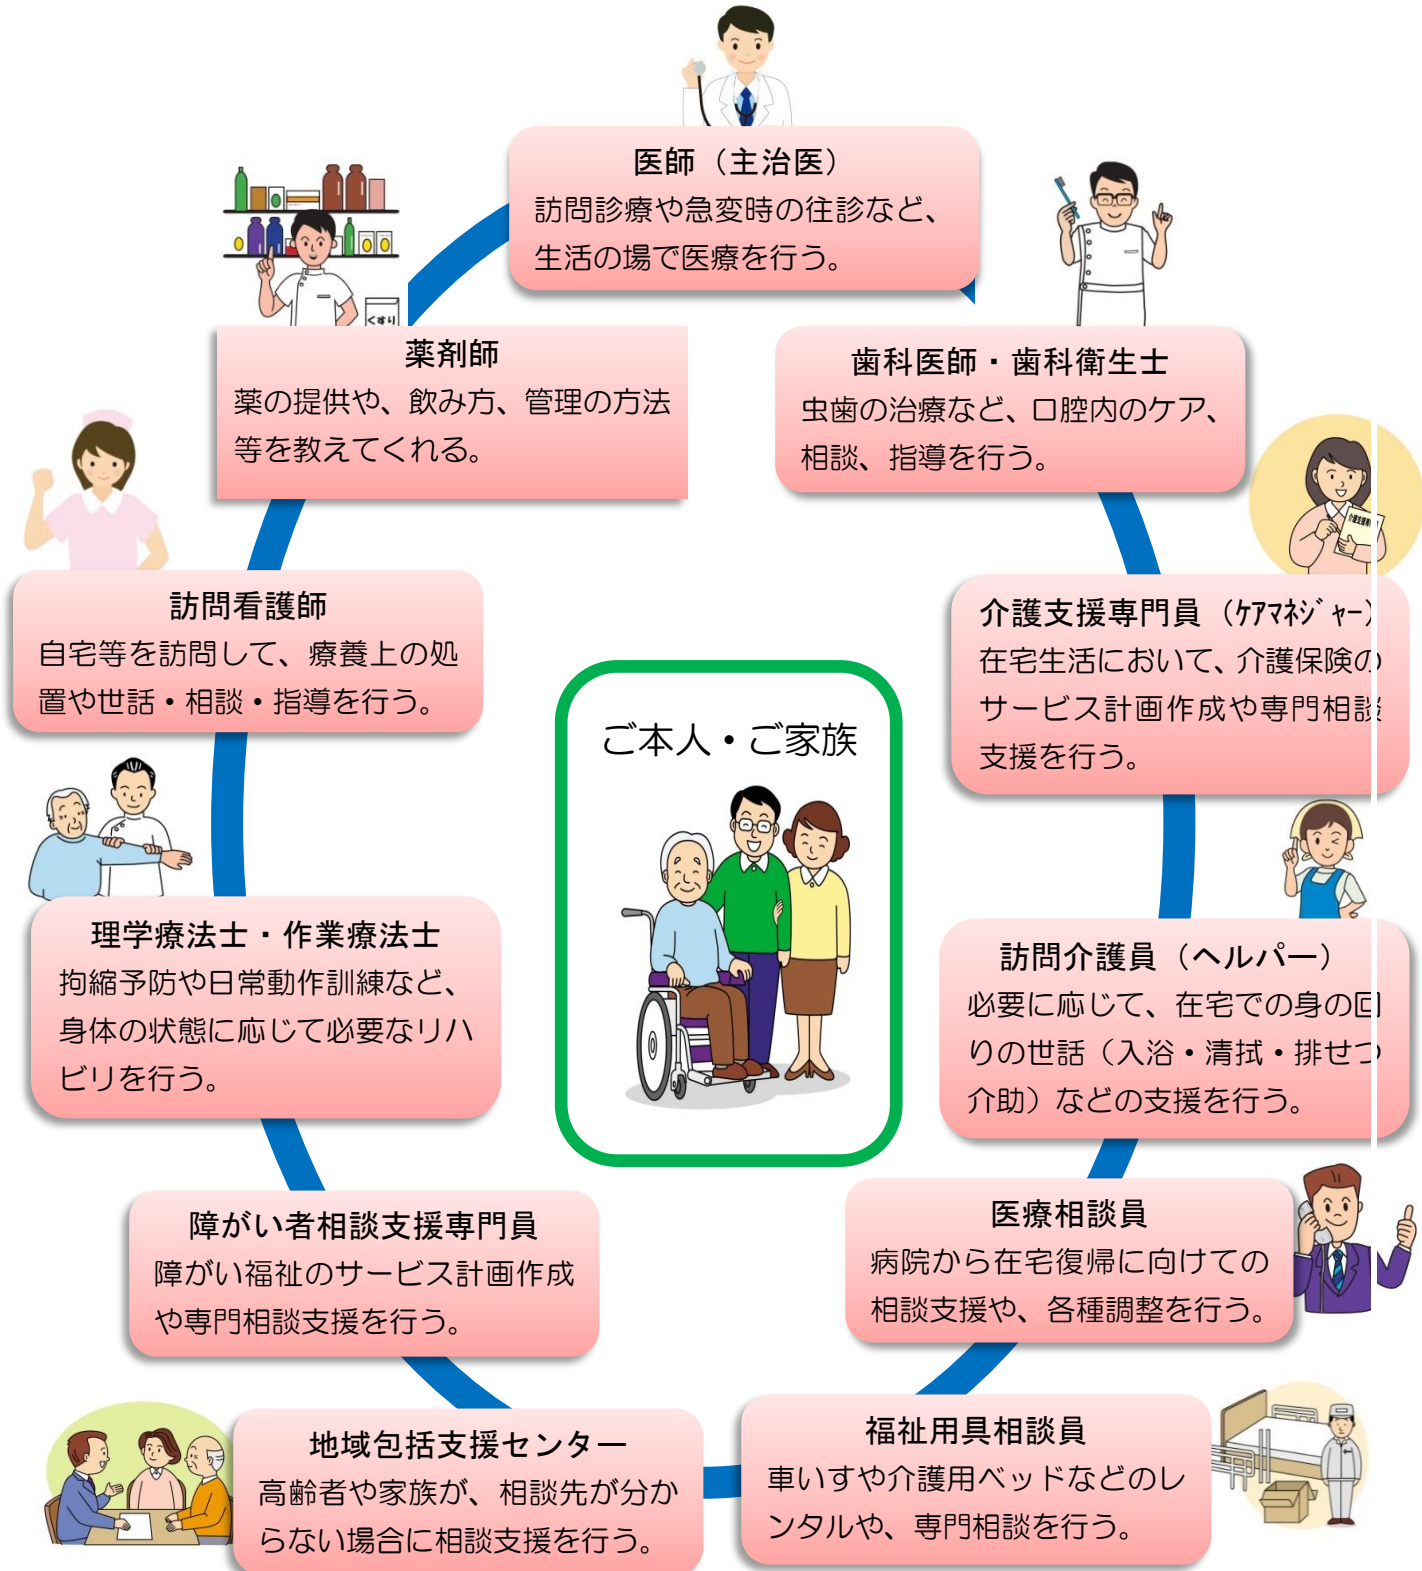 医師（主治医）
訪問診療や急変時の往診など、
生活の場で医療を行う。
くすり
薬剤師
薬の提供や、飲み方、管理の方法
等を教えてくれる。
歯科医師・歯科衛生士
虫歯の治療など、口腔内のケア、
相談、指導を行う。
訪問看護師
自宅等を訪問して、療養上の処
置や世話・相談・指導を行う。
介護支援専門員（ｹｱﾏﾈｼﾞｬｰ）
在宅生活において、介護保険の
サービス計画作成や専門相談
支援を行う。
ご本人・ご家族
理学療法士・作業療法士
拘縮予防や日常動作訓練など、
身体の状態に応じて必要なリハ
ビリを行う。
訪問介護員（ヘルパー）
必要に応じて、在宅での身の回
りの世話（入浴・清拭・排せつ
介助）などの支援を行う。
障がい者相談支援専門員
障がい福祉のサービス計画作成
や専門相談支援を行う。
医療相談員
病院から在宅復帰に向けての
相談支援や、各種調整を行う。
地域包括支援センター
高齢者や家族が、相談先が分か
らない場合に相談支援を行う。
福祉用具相談員
車いすや介護用ベッドなどのレ
ンタルや、専門相談を行う。